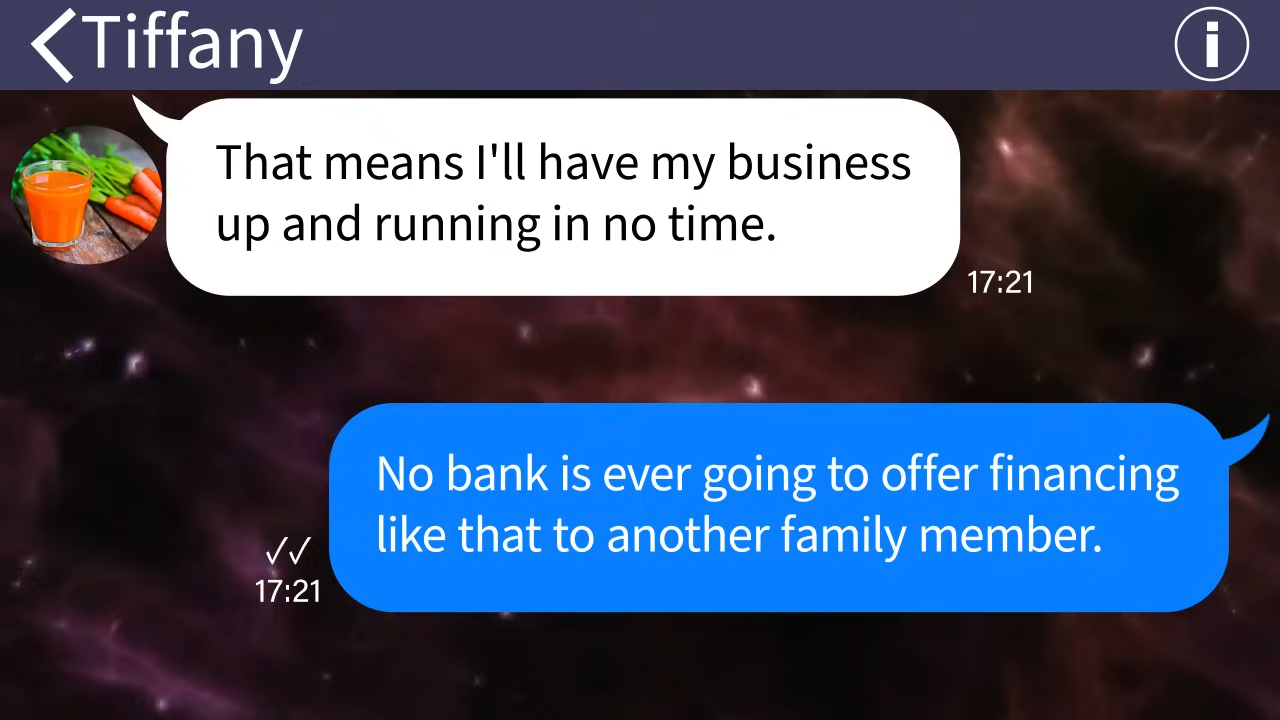 Tiffany
That means I'll have my business
up and running in no time.
17:21
No bank is ever going to offer financing
like that to another family member.
✓✓
17:21